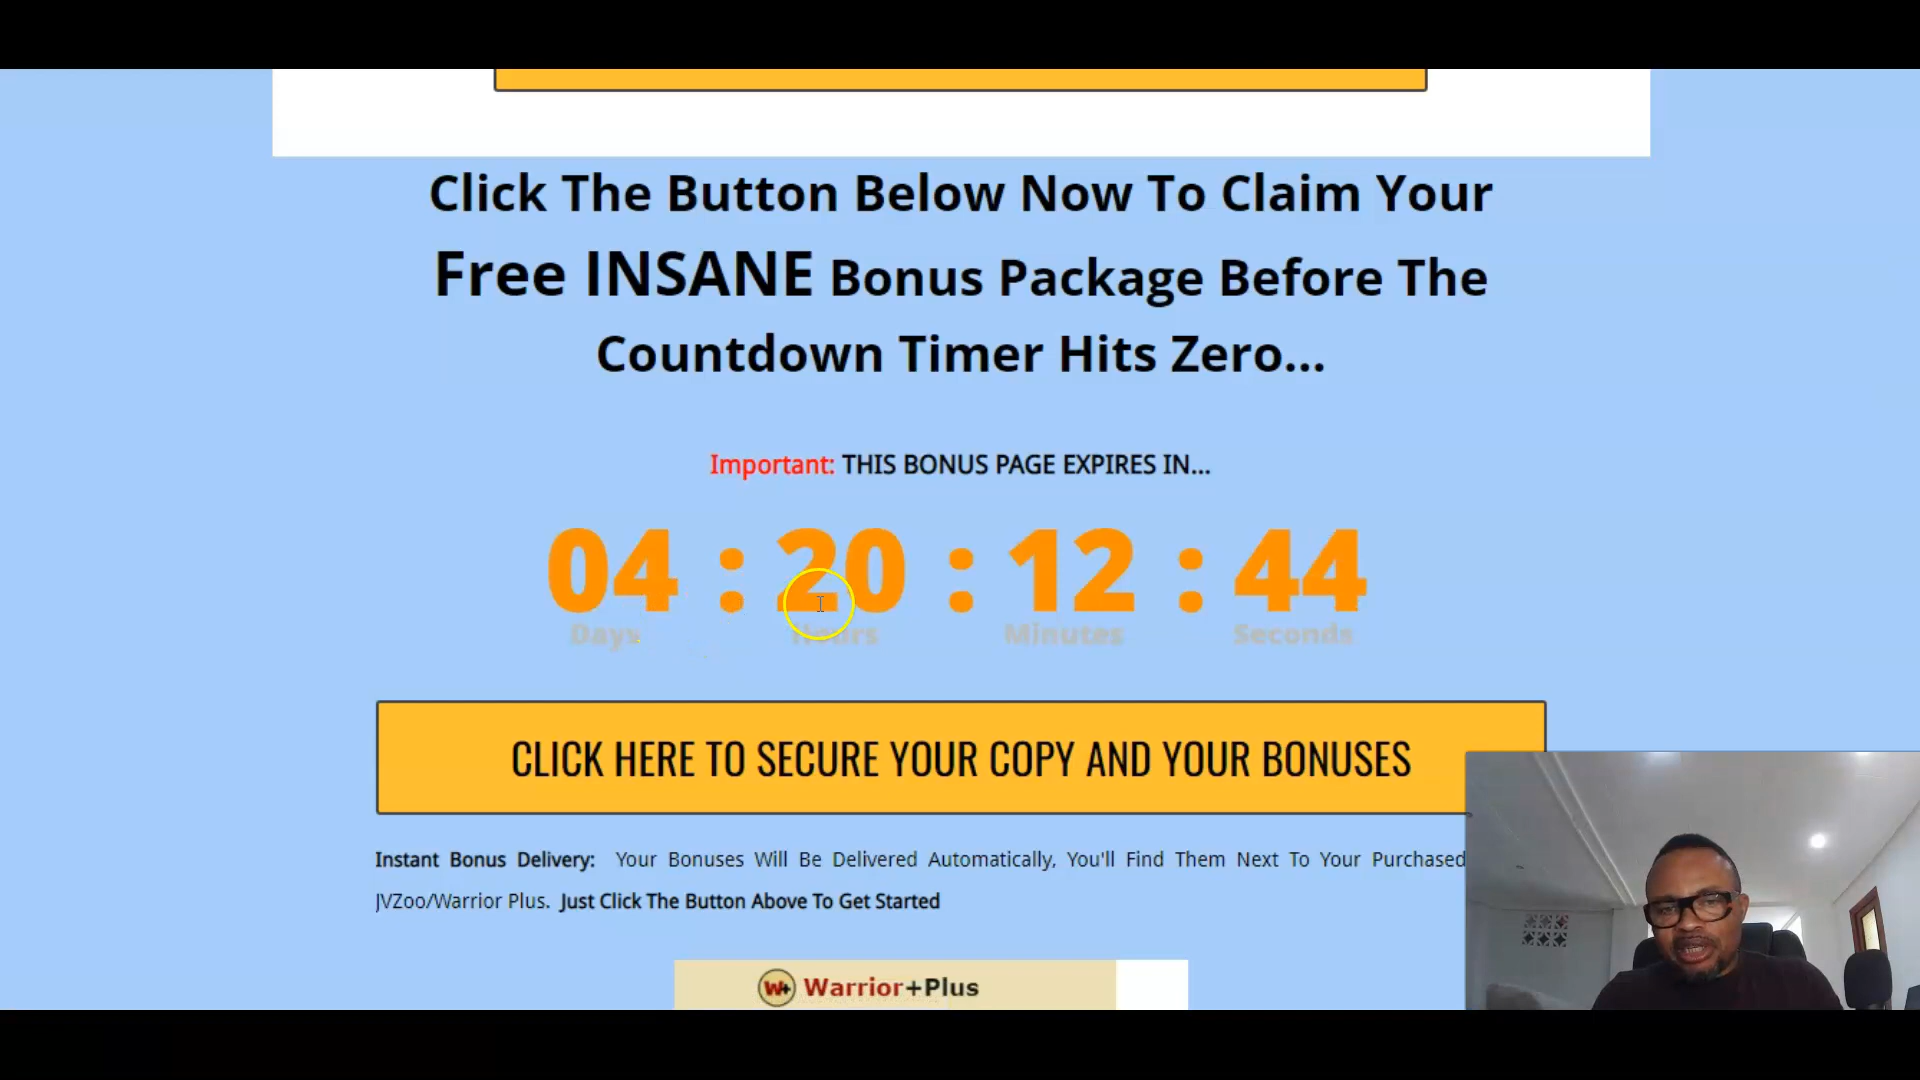 Click The Button Below Now To Claim Your
Free INSANE Bonus Package Before The
Countdown Timer Hits Zero...
Important: THIS BONUS PAGE EXPIRES IN...
04 : 20 : 12 : 44
Days Hours Minutes Seconds
CLICK HERE TO SECURE YOUR COPY AND YOUR BONUSES
Instant Bonus Delivery: Your Bonuses Will Be Delivered Automatically, You'll Find Them Next To Your Purchased
JVZoo/Warrior Plus. Just Click The Button Above To Get Started
W+ Warrior+Plus